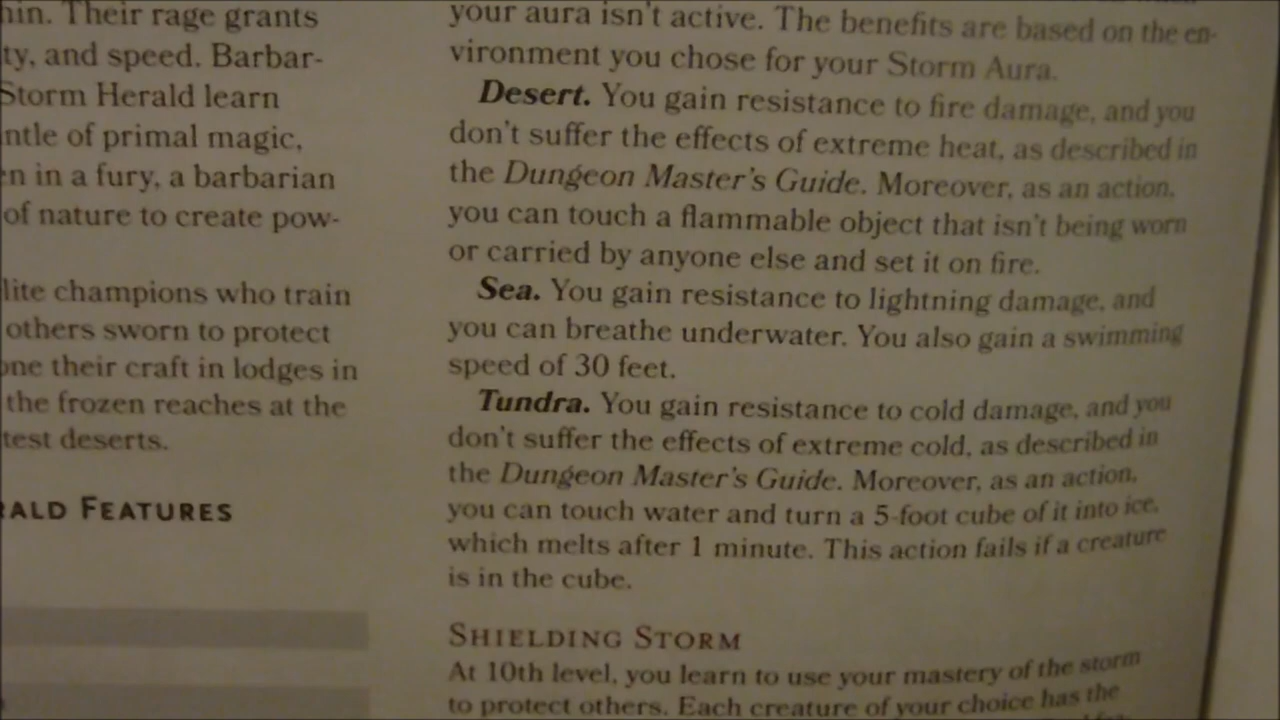 hin. Their rage grants
ty, and speed. Barbar-
Storm Herald learn
ntle of primal magic,
en in a fury, a barbarian
of nature to create pow-
lite champions who train
others sworn to protect
one their craft in lodges in
the frozen reaches at the
test deserts.
RALD FEATURES
your aura isn't active. The benefits are based on the en-
vironment you chose for your Storm Aura.
Desert. You gain resistance to fire damage, and you
don't suffer the effects of extreme heat, as described in
the Dungeon Master's Guide. Moreover, as an action,
you can touch a flammable object that isn't being worn
or carried by anyone else and set it on fire.
Sea. You gain resistance to lightning damage, and
you can breathe underwater. You also gain a swimming
speed of 30 feet.
Tundra. You gain resistance to cold damage, and you
don't suffer the effects of extreme cold, as described in
the Dungeon Master's Guide. Moreover, as an action,
you can touch water and turn a 5-foot cube of it into ice,
which melts after 1 minute. This action fails if a creature
is in the cube.
SHIELDING STORM
At 10th level, you learn to use your mastery of the storm
to protect others. Each creature of your choice has the